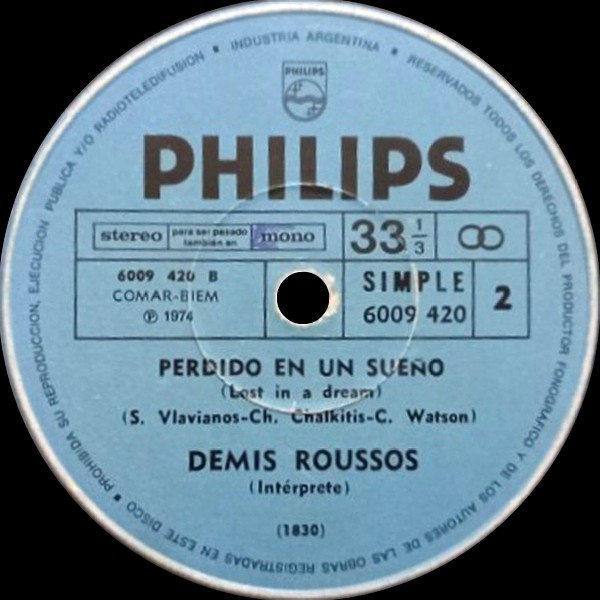 • INDUSTRIA ARGENTINA • RESERVADOS TODOS LOS DERECHOS DEL PRODUCTOR FONOGRAFICO Y DE LOS AUTORES DE LAS OBRAS REGISTRADAS EN ESTE DISCO • PROHIBIDA SU REPRODUCCION, EJECUCION PUBLICA Y/O RADIOTELEDIFUSION
PHILIPS
PHILIPS
stereo para ser pasado también en mono 33 1/3
6009 420 B
COMAR-BIEM
℗ 1974
SIMPLE
6009 420
2
PERDIDO EN UN SUEÑO
(Lost in a dream)
(S. Vlavianos-Ch. Chalkitis-C. Watson)
DEMIS ROUSSOS
(Intérprete)
(1830)